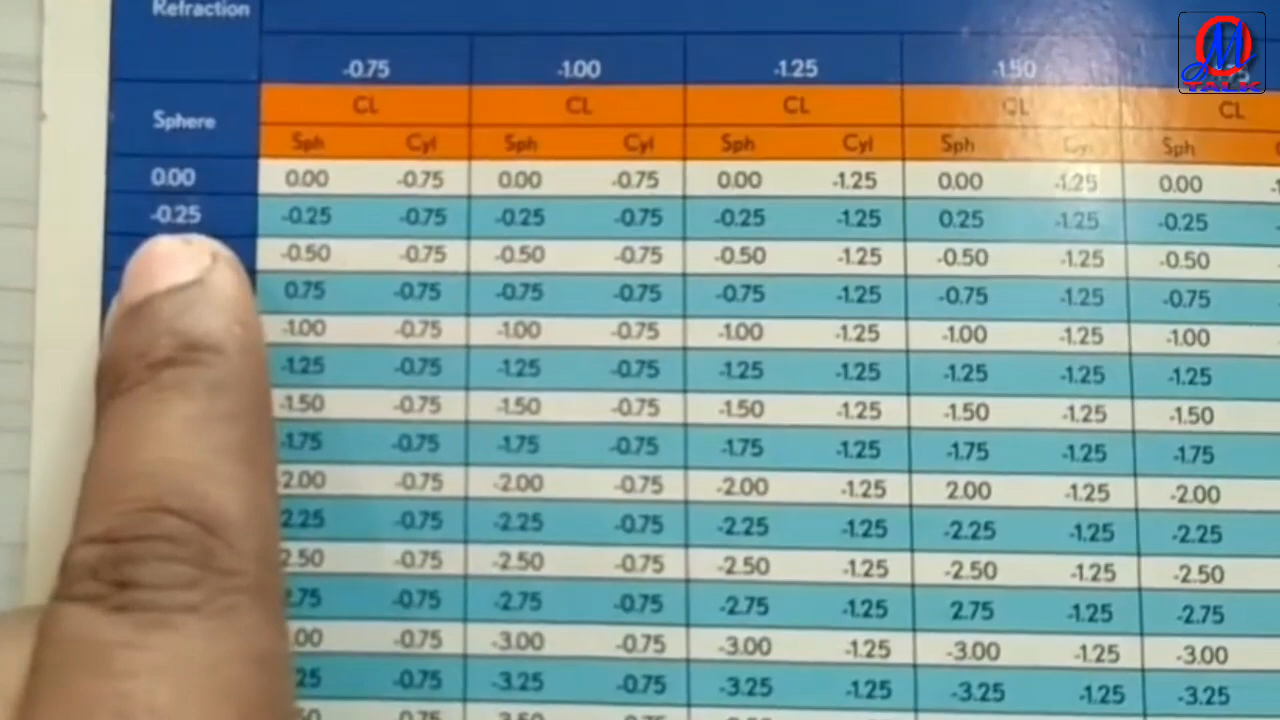 Refraction
-0.75 -1.00 -1.25 -1.50
Sphere CL CL CL CL CL
Sph Cyl Sph Cyl Sph Cyl Sph Cyl Sph
0.00 0.00 -0.75 0.00 -0.75 0.00 -1.25 0.00 -1.25 0.00
-0.25 -0.25 -0.75 -0.25 -0.75 -0.25 -1.25 0.25 -1.25 -0.25
-0.50 -0.75 -0.50 -0.75 -0.50 -1.25 -0.50 -1.25 -0.50
0.75 -0.75 -0.75 -0.75 -0.75 -1.25 -0.75 -1.25 -0.75
-1.00 -0.75 -1.00 -0.75 -1.00 -1.25 -1.00 -1.25 -1.00
-1.25 -0.75 -1.25 -0.75 -1.25 -1.25 -1.25 -1.25 -1.25
-1.50 -0.75 -1.50 -0.75 -1.50 -1.25 -1.50 -1.25 -1.50
-1.75 -0.75 -1.75 -0.75 -1.75 -1.25 -1.75 -1.25 -1.75
-2.00 -0.75 -2.00 -0.75 -2.00 -1.25 2.00 -1.25 -2.00
2.25 -0.75 -2.25 -0.75 -2.25 -1.25 -2.25 -1.25 -2.25
2.50 -0.75 -2.50 -0.75 -2.50 -1.25 -2.50 -1.25 -2.50
-0.75 -2.75 -0.75 -2.75 -1.25 2.75 -1.25 -2.75
-0.75 -3.00 -0.75 -3.00 -1.25 -3.00 -1.25 -3.00
-0.75 -3.25 -0.75 -3.25 -1.25 -3.25 -1.25 -3.25
OM
TALK